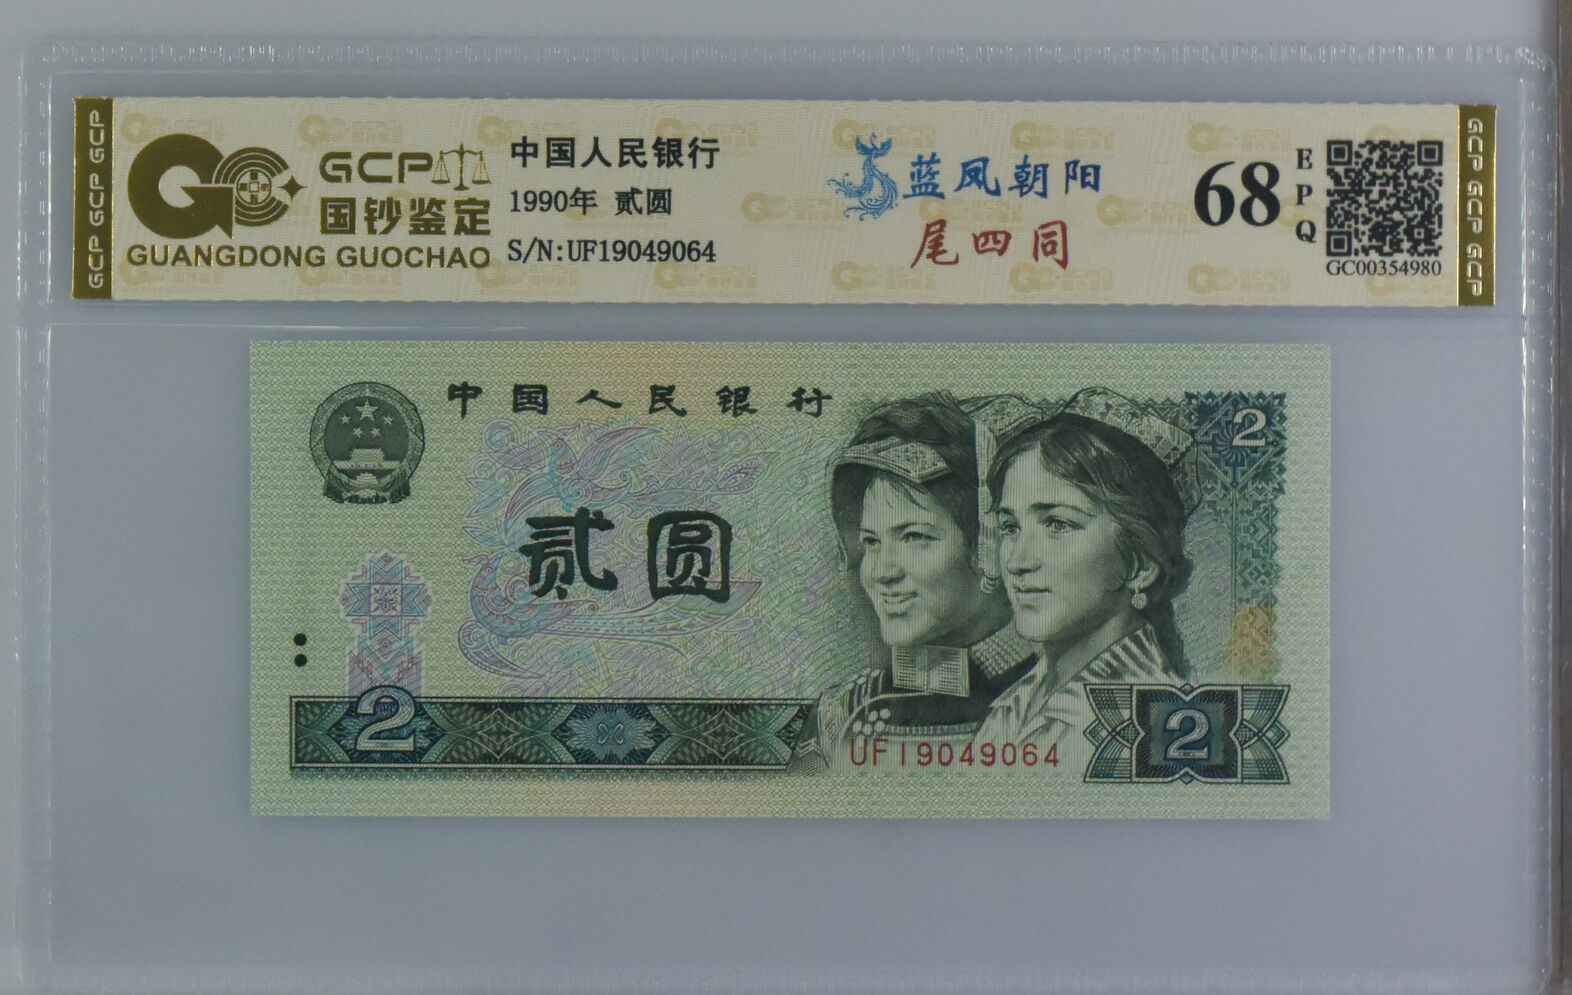 GCP
国钞鉴定
GUANGDONG GUOCHAO
中国人民银行
1990年 贰圆
S/N:UF19049064
蓝凤朝阳
尾四同
68
EPQ
GC00354980
GCP GCP GCP
GCP GCP GCP
中国人民银行
2
贰圆
2
UF19049064
2